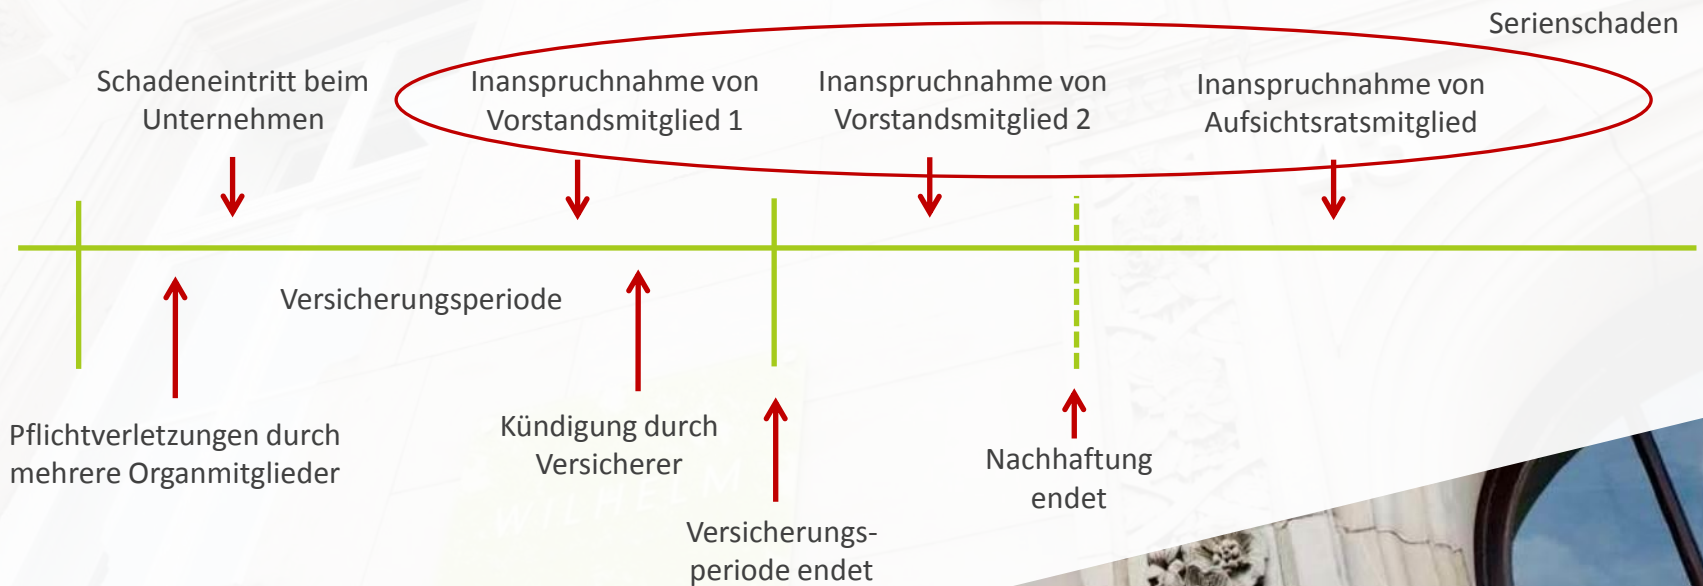 Serienschaden
Schadeneintritt beim
Unternehmen
Inanspruchnahme von
Vorstandsmitglied 1
Inanspruchnahme von
Vorstandsmitglied 2
Inanspruchnahme von
Aufsichtsratsmitglied
Versicherungsperiode
Pflichtverletzungen durch
mehrere Organmitglieder
Kündigung durch
Versicherer
Versicherungs-
periode endet
Nachhaftung
endet
WILHELM